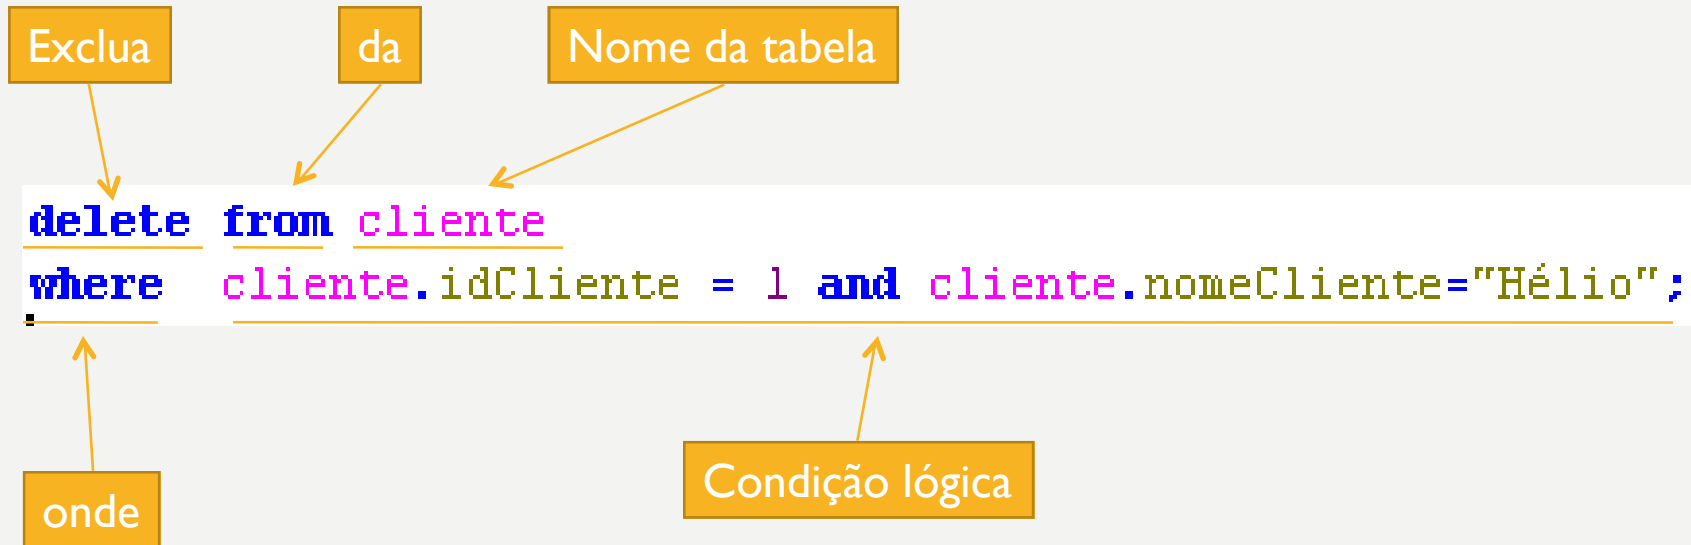 Exclua da Nome da tabela
delete from cliente
where cliente.idCliente = 1 and cliente.nomeCliente="Hélio";
Condição lógica
onde